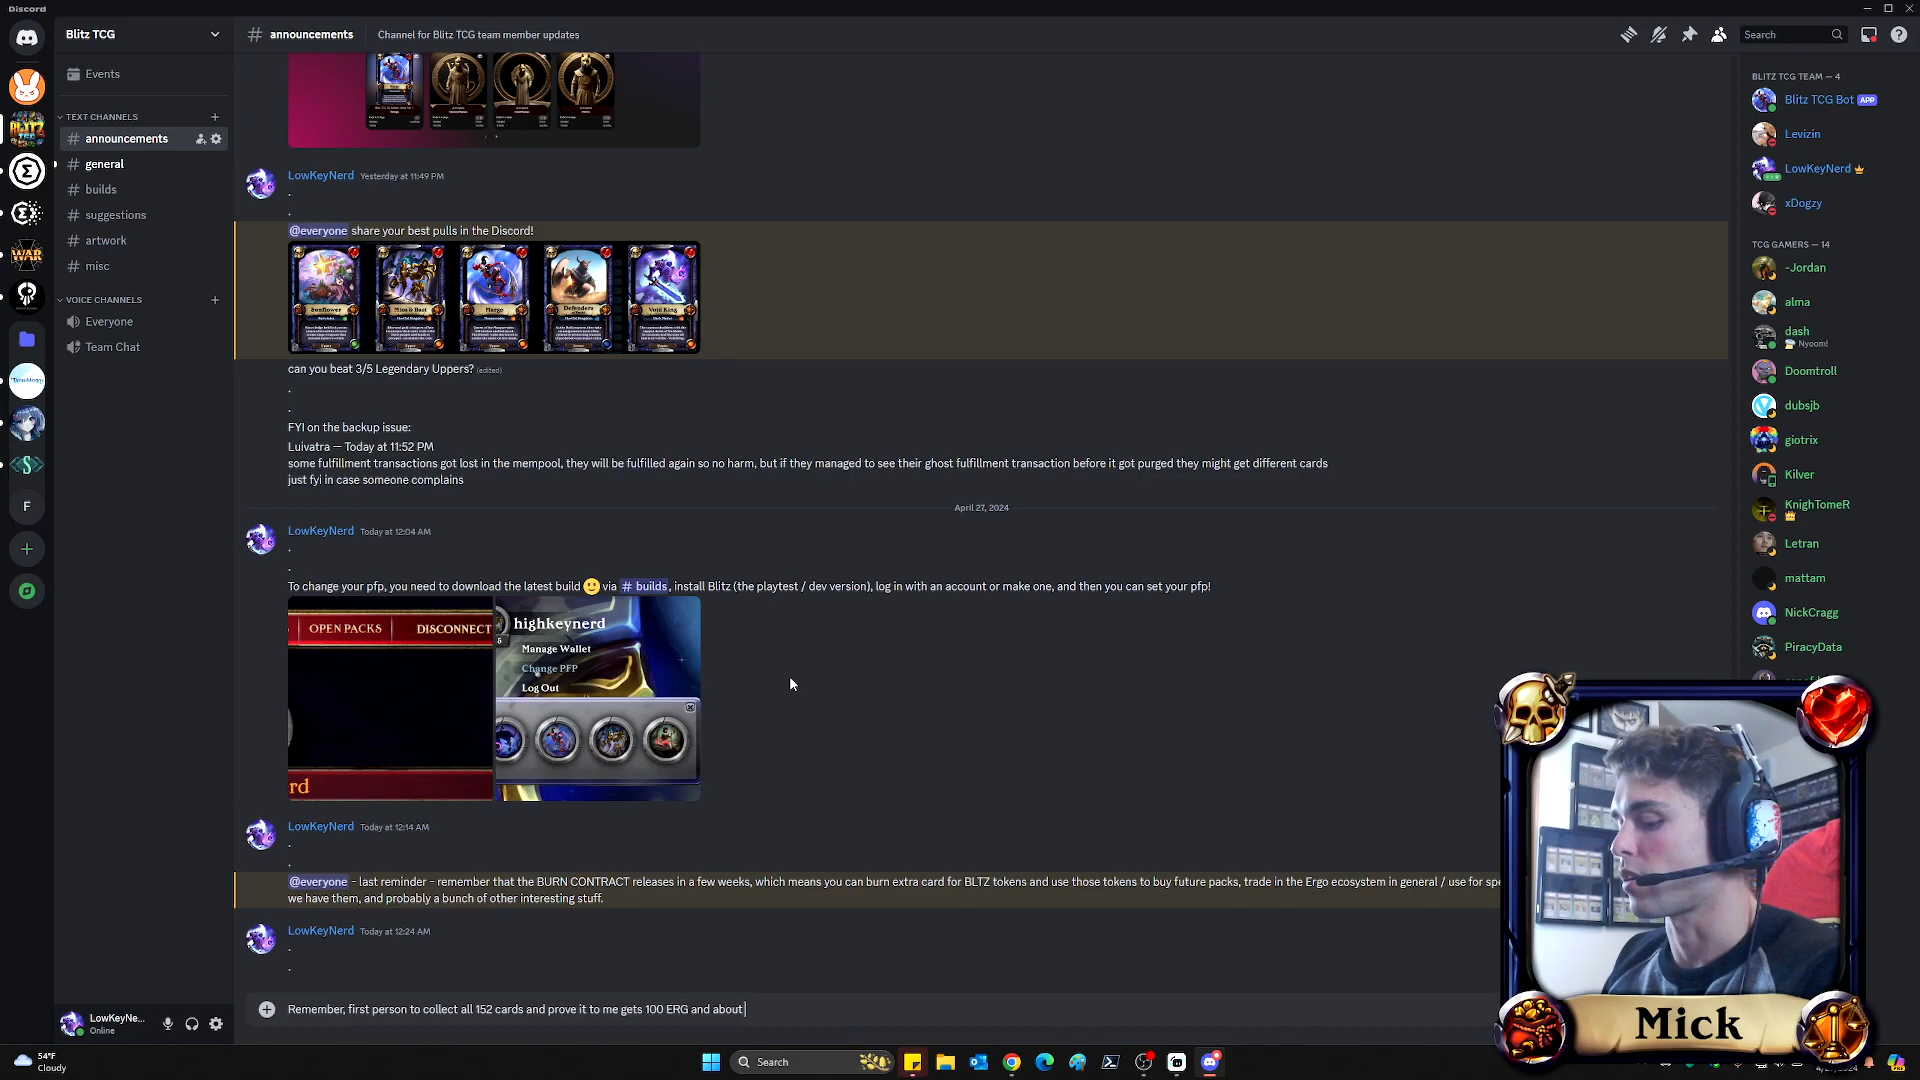 Discord
Blitz TCG
announcements
Channel for Blitz TCG team member updates
Search
Events
TEXT CHANNELS
announcements
general
builds
suggestions
artwork
misc
VOICE CHANNELS
Everyone
Team Chat
LowKeyNerd Yesterday at 11:49 PM
.
.
@everyone share your best pulls in the Discord!
Sunflower
Mios & Bast
Margo
Defenders
Void King
can you beat 3/5 Legendary Uppers? (edited)
.
.
FYI on the backup issue:
Luivatra — Today at 11:52 PM
some fulfillment transactions got lost in the mempool, they will be fulfilled again so no harm, but if they managed to see their ghost fulfillment transaction before it got purged they might get different cards
just fyi in case someone complains
April 27, 2024
LowKeyNerd Today at 12:04 AM
.
.
To change your pfp, you need to download the latest build 🙂 via # builds, install Blitz (the playtest / dev version), log in with an account or make one, and then you can set your pfp!
OPEN PACKS DISCONNECT
rd
highkeynerd
5
Manage Wallet
Change PFP
Log Out
LowKeyNerd Today at 12:14 AM
.
.
@everyone - last reminder - remember that the BURN CONTRACT releases in a few weeks, which means you can burn extra card for BLTZ tokens and use those tokens to buy future packs, trade in the Ergo ecosystem in general / use for spe
we have them, and probably a bunch of other interesting stuff.
LowKeyNerd Today at 12:24 AM
.
.
Remember, first person to collect all 152 cards and prove it to me gets 100 ERG and about
LowKeyNe...
Online
BLITZ TCG TEAM — 4
Blitz TCG Bot APP
Levizin
LowKeyNerd
xDogzy
TCG GAMERS — 14
-Jordan
alma
dash
Nyoom!
Doomtroll
dubsjb
giotrix
Kilver
KnighTomeR
Letran
mattam
NickCragg
PiracyData
Mick
54°F
Cloudy
Search
BLITZ TCG
WAR
F